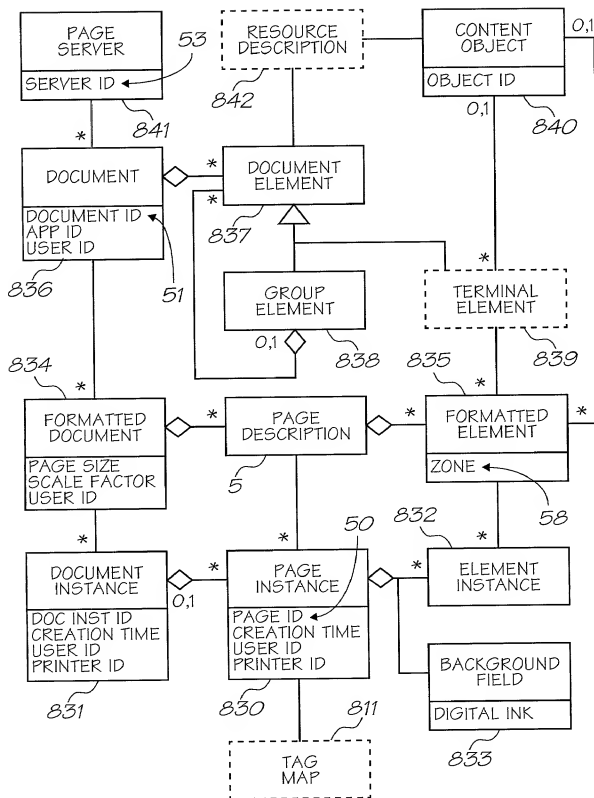 PAGE
SERVER
SERVER ID
53
841
*
RESOURCE
DESCRIPTION
842
CONTENT
OBJECT
OBJECT ID
0,1
0,1
840
DOCUMENT
DOCUMENT ID
APP ID
USER ID
836
51
*
DOCUMENT
ELEMENT
*
837
GROUP
ELEMENT
0,1
838
*
TERMINAL
ELEMENT
839
834
*
FORMATTED
DOCUMENT
PAGE SIZE
SCALE FACTOR
USER ID
*
PAGE
DESCRIPTION
5
*
835
*
FORMATTED
ELEMENT
*
ZONE
58
*
DOCUMENT
INSTANCE
0,1
DOC INST ID
CREATION TIME
USER ID
PRINTER ID
831
*
*
50
PAGE
INSTANCE
PAGE ID
CREATION TIME
USER ID
PRINTER ID
830
832
*
*
ELEMENT
INSTANCE
BACKGROUND
FIELD
DIGITAL INK
833
811
TAG
MAP